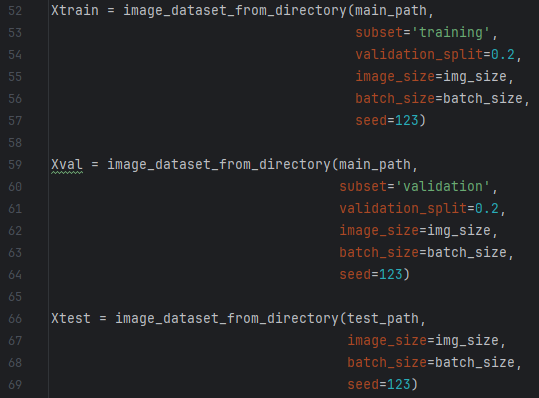 52 Xtrain = image_dataset_from_directory(main_path,
53 subset='training',
54 validation_split=0.2,
55 image_size=img_size,
56 batch_size=batch_size,
57 seed=123)
58
59 Xval = image_dataset_from_directory(main_path,
60 subset='validation',
61 validation_split=0.2,
62 image_size=img_size,
63 batch_size=batch_size,
64 seed=123)
65
66 Xtest = image_dataset_from_directory(test_path,
67 image_size=img_size,
68 batch_size=batch_size,
69 seed=123)